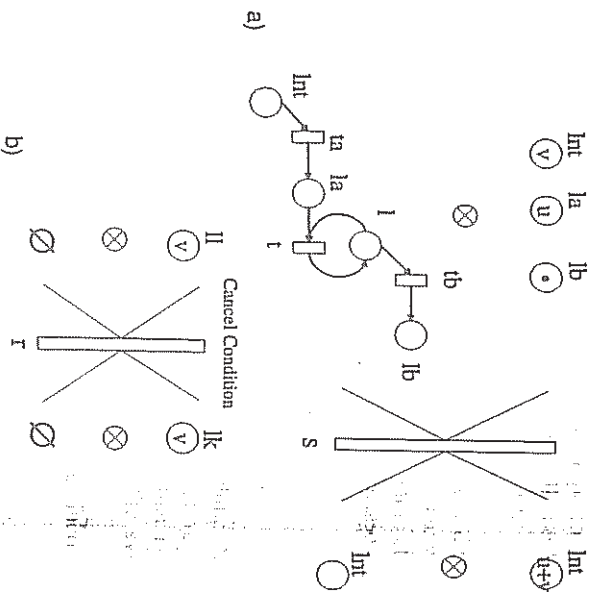 Int Ia Ib Int
v u u+v
tb
Ib
I
ta Ia
Int Int
t
S
a)
Cancel Condition
Il Ik
v v
∅ ∅
r
b)